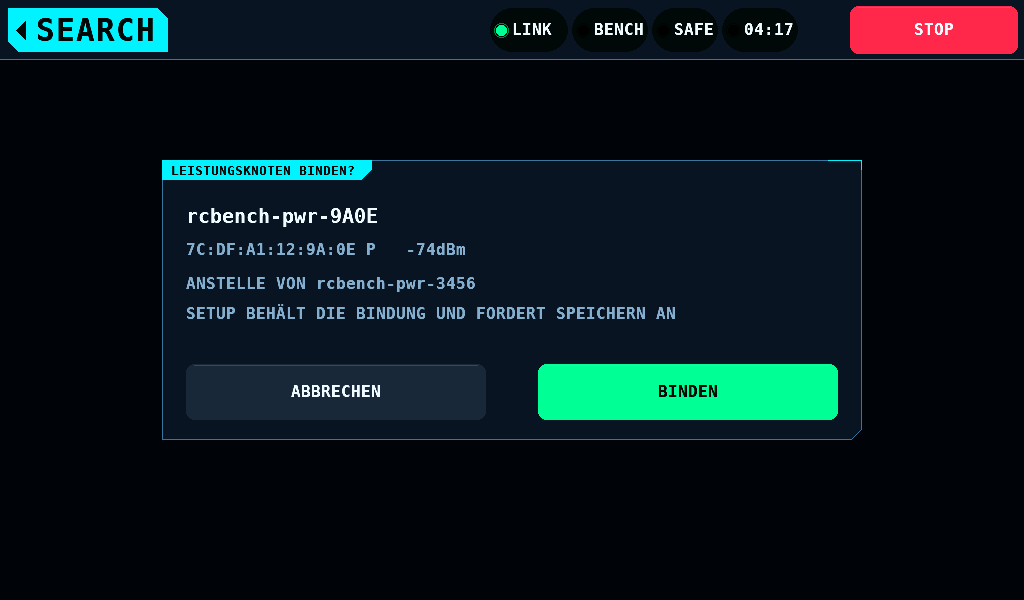 SEARCH
LINK
BENCH
SAFE
04:17
STOP
LEISTUNGSKNOTEN BINDEN?
rcbench-pwr-9A0E
7C:DF:A1:12:9A:0E P -74dBm
ANSTELLE VON rcbench-pwr-3456
SETUP BEHÄLT DIE BINDUNG UND FORDERT SPEICHERN AN
ABBRECHEN
BINDEN